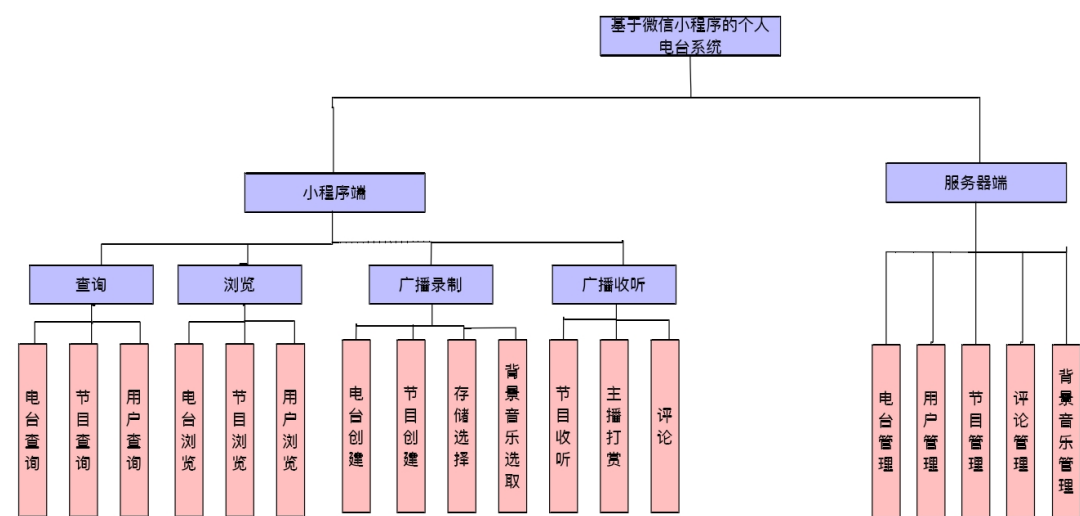 基于微信小程序的个人
电台系统
小程序端
服务器端
查询
浏览
广播录制
广播收听
电台查询
节目查询
用户查询
电台浏览
节目浏览
用户浏览
电台创建
节目创建
存储选择
背景音乐选取
节目收听
主播打赏
评论
电台管理
用户管理
节目管理
评论管理
背景音乐管理